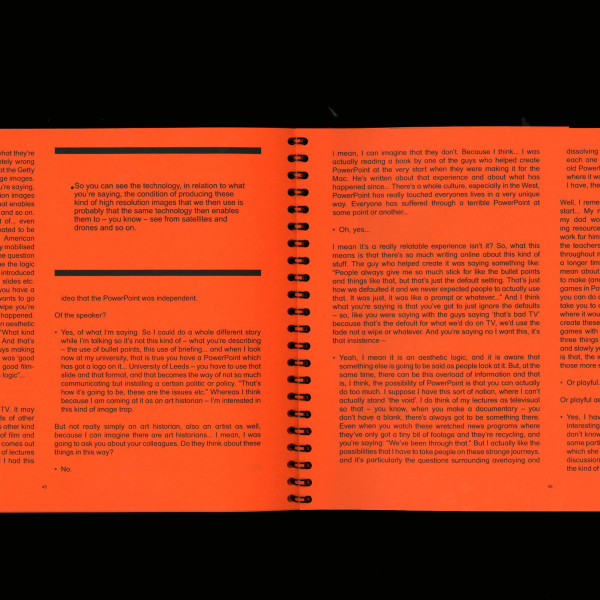 what they're
etely wrong
at the Getty
ge images.
u're saying,
ion images
hat enables
and so on.
t of... even
eated to be
American
y mobilised
he question
be the logic
introduced
slides etc.
you have a
wants to go
wipe you're
happened.
n aesthetic
"What kind
And that's
uys making
was 'good
good film-
logic"...
TV. It may
ds of other
s other kind
of film and
comes out
of lectures
I had this
So you can see the technology, in relation to what
you're saying, the condition of producing these
kind of high resolution images that we then use is
probably that the same technology then enables
them to – you know – see from satellites and
drones and so on.
idea that the PowerPoint was independent.
Of the speaker?
• Yes, of what I'm saying. So I could do a whole different story
while I'm talking so it's not this kind of – what you're describing
– the use of bullet points, this use of briefing... and when I look
now at my university, that is true you have a PowerPoint which
has got a logo on it... University of Leeds – you have to use that
slide and that format, and that becomes the way of not so much
communicating but installing a certain politic or policy. "That's
how it's going to be, these are the issues etc." Whereas I think
because I am coming at it as an art historian – I'm interested in
this kind of image trap.
But not really simply an art historian, also an artist as well,
because I can imagine there are art historians... I mean, I was
going to ask you about your colleagues. Do they think about these
things in this way?
• No.
I mean, I can imagine that they don't. Because I think... I was
actually reading a book by one of the guys who helped create
PowerPoint at the very start when they were making it for the
Mac. He's written about that experience and about what has
happened since... There's a whole culture, especially in the West,
PowerPoint has really touched everyones lives in a very unique
way. Everyone has suffered through a terrible PowerPoint at
some point or another...
• Oh, yes...
I mean it's a really relatable experience isn't it? So, what this
means is that there's so much writing online about this kind of
stuff. The guy who helped create it was saying something like:
"People always give me so much stick for like the bullet points
and things like that, but that's just the default setting. That's just
how we defaulted it and we never expected people to actually use
that. It was just, it was like a prompt or whatever..." And I think
what you're saying is that you've got to just ignore the defaults
– so, like you were saying with the guys saying 'that's bad TV'
because that's the default for what we'd do on TV, we'd use the
fade not a wipe or whatever. And you're saying no I want this, it's
that insistence –
• Yeah, I mean it is an aesthetic logic, and it is aware that
something else is going to be said as people look at it. But, at the
same time, there can be this overload of information and that
is, I think, the possibility of PowerPoint is that you can actually
do too much. I suppose I have this sort of notion, where I can't
actually stand 'the void'. I do think of my lectures as televisual
so that – you know, when you make a documentary – you
don't have a blank, there's always got to be something there.
Even when you watch these wretched news programs where
they've only got a tiny bit of footage and they're recycling, and
you're saying: "We've been through that." But I actually like the
possibilities that I have to take people on these strange journeys,
and it's particularly the questions surrounding overlaying and
dissolving
each one
old PowerP
where it wa
I have, the
Well, I reme
start... My m
my dad wo
ing resource
work for him
the teachers
throughout m
a longer time
mean about
to make (and
games in Po
you can do a
take you to a
where it woul
create these
games with
three things
and slowly yo
is that, the w
those more e
• Or playful.
Or playful ae
• Yes, I hav
interesting
don't know
some parti
which she
discussion
the kind of